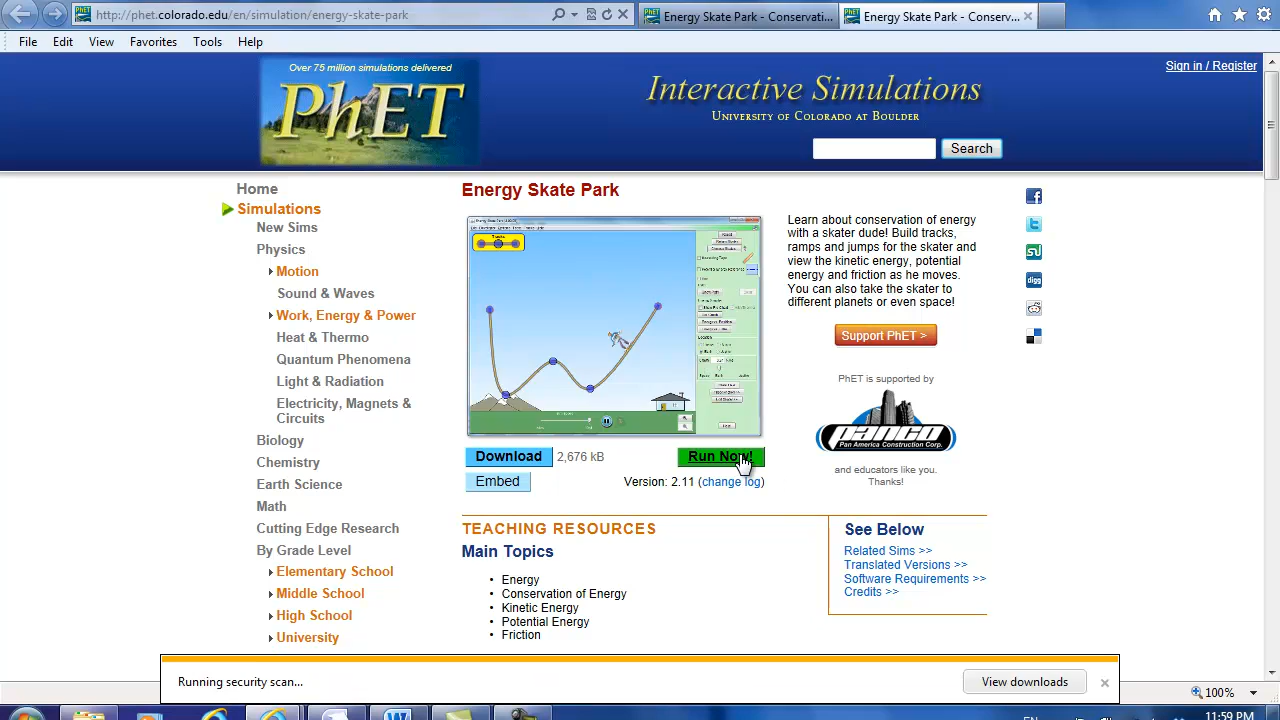 http://phet.colorado.edu/en/simulation/energy-skate-park
Energy Skate Park - Conservati...
Energy Skate Park - Conserv...
File Edit View Favorites Tools Help
Sign in / Register
Over 75 million simulations delivered
PhET
Interactive Simulations
UNIVERSITY OF COLORADO AT BOULDER
Search
Home
Simulations
New Sims
Physics
Motion
Sound & Waves
Work, Energy & Power
Heat & Thermo
Quantum Phenomena
Light & Radiation
Electricity, Magnets &
Circuits
Biology
Chemistry
Earth Science
Math
Cutting Edge Research
By Grade Level
Elementary School
Middle School
High School
University
Energy Skate Park
Tracks
Download 2,676 kB
Run Now!
Embed
Version: 2.11 (change log)
Learn about conservation of energy
with a skater dude! Build tracks,
ramps and jumps for the skater and
view the kinetic energy, potential
energy and friction as he moves.
You can also take the skater to
different planets or even space!
Support PhET >
PhET is supported by
PANCO
Pan America Construction Corp.
and educators like you.
Thanks!
digg
TEACHING RESOURCES
Main Topics
• Energy
• Conservation of Energy
• Kinetic Energy
• Potential Energy
• Friction
See Below
Related Sims >>
Translated Versions >>
Software Requirements >>
Credits >>
Running security scan...
View downloads
100%
EN
11:59 PM